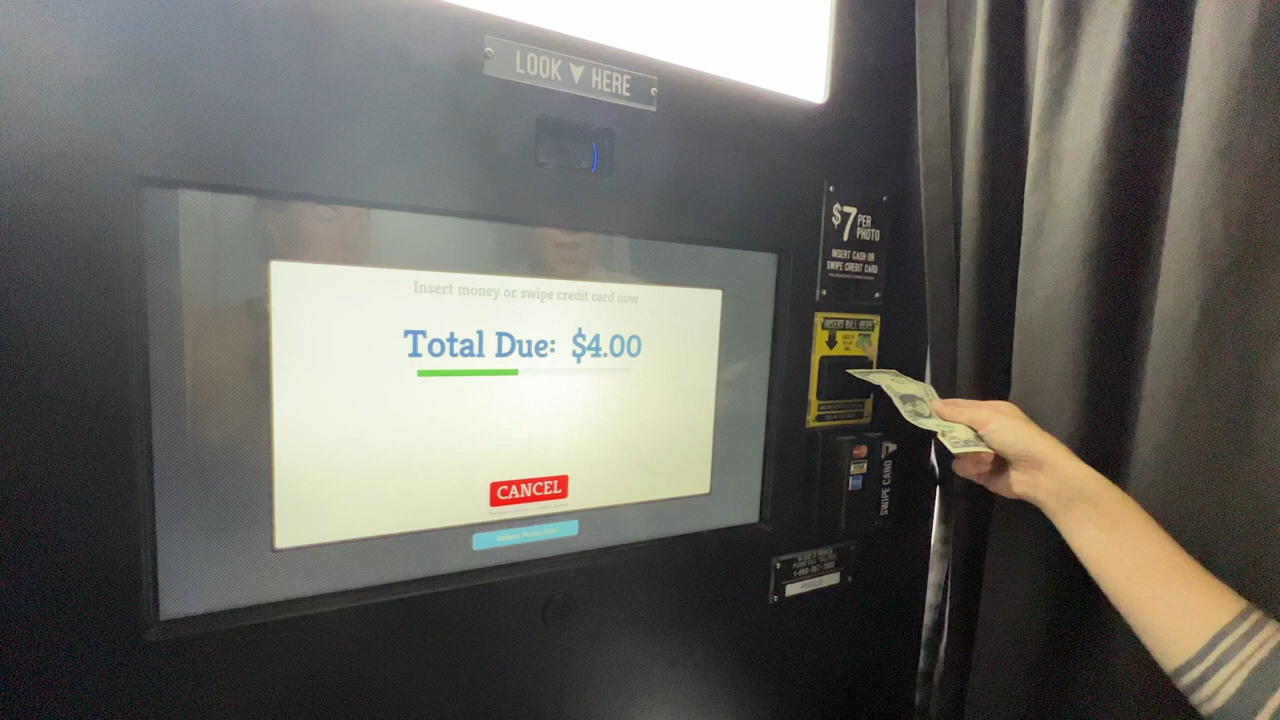 LOOK HERE
$7 PER
PHOTO
INSERT CASH OR
SWIPE CREDIT CARD
Insert money or swipe credit card now
Total Due: $4.00
INSERT BILL HERE
CANCEL
SWIPE CARD
VISA